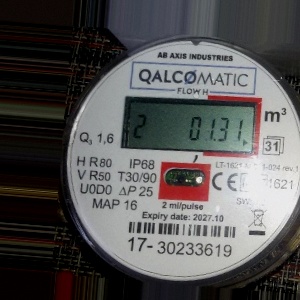 AB AXIS INDUSTRIES
QALCOMATIC
FLOW H
2 01.31 m³
Q₃ 1,6 31
H R80 IP68
V R50 T30/90 CE
U0D0 ΔP 25
MAP 16 2 mi/pulse
Expiry date: 2027.10
17-30233619